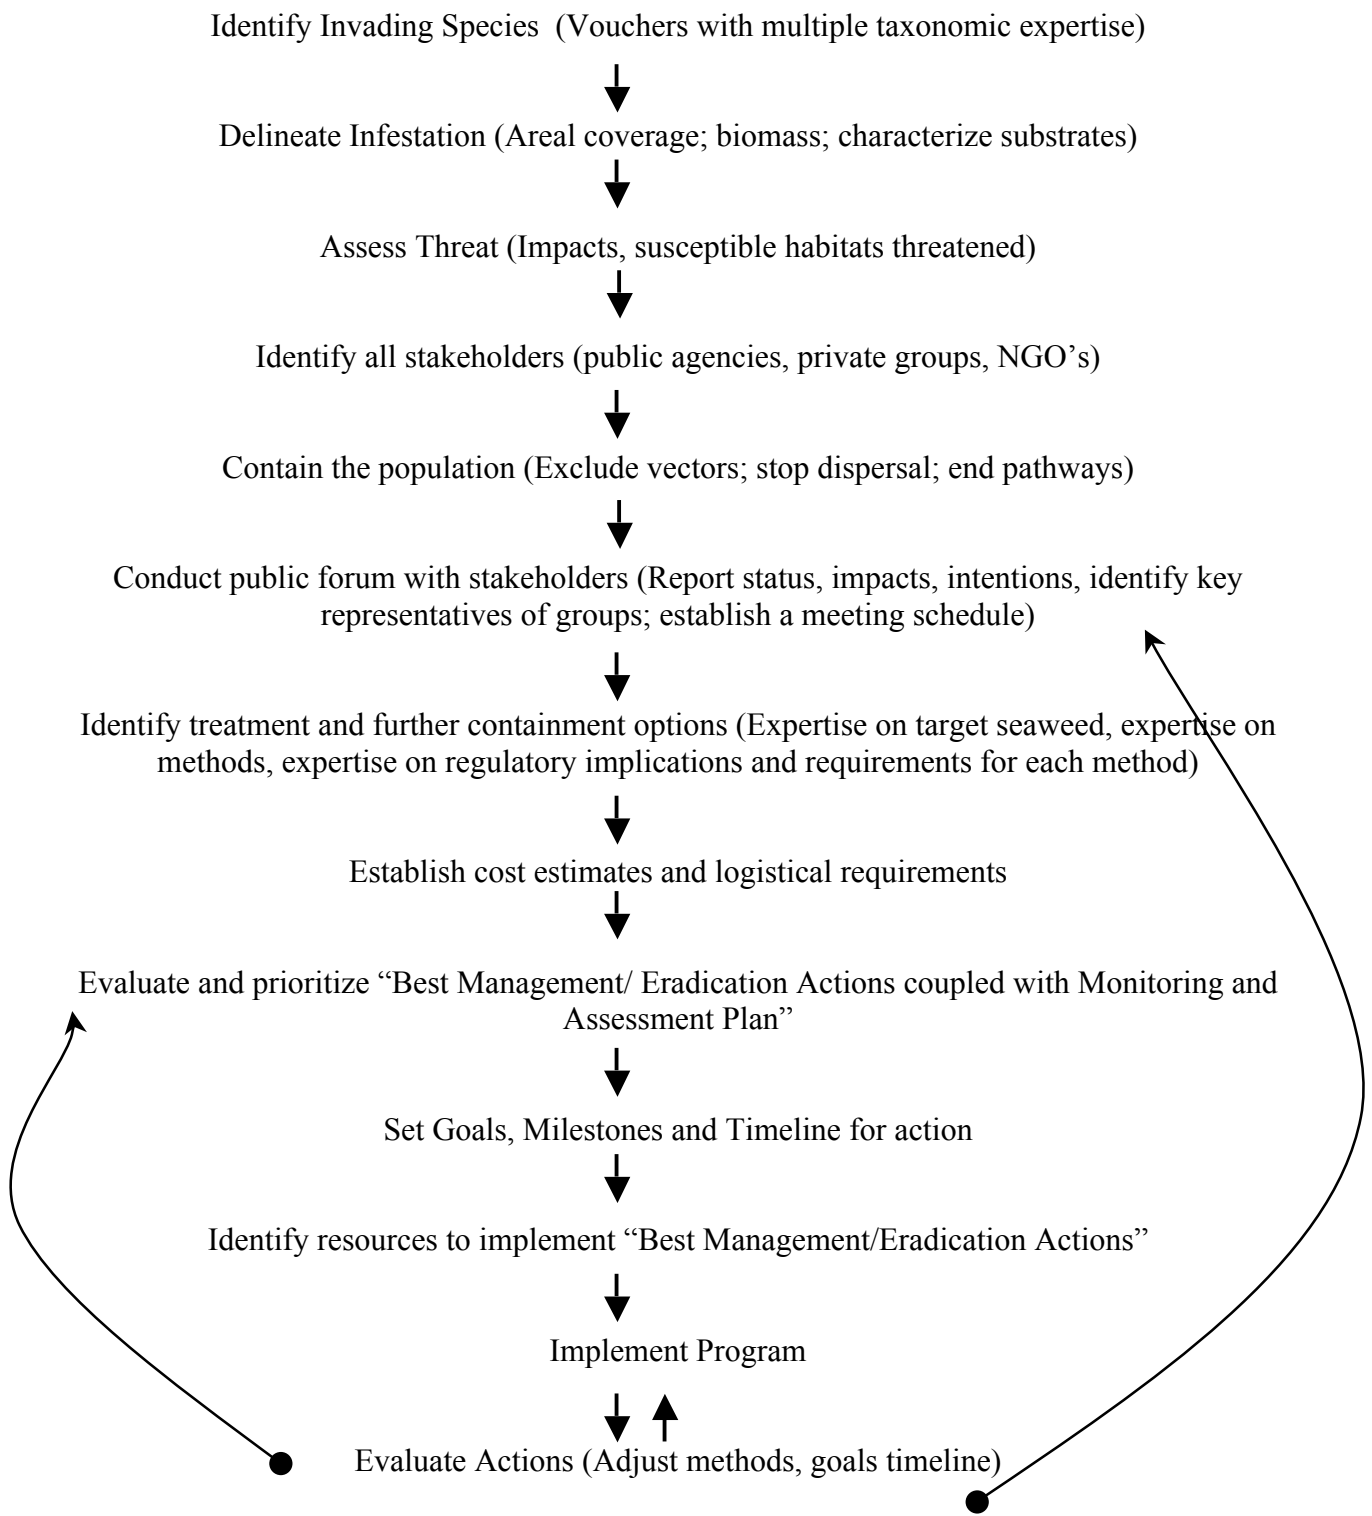 Identify Invading Species  (Vouchers with multiple taxonomic expertise)
Delineate Infestation (Areal coverage; biomass; characterize substrates)
Assess Threat (Impacts, susceptible habitats threatened)
Identify all stakeholders (public agencies, private groups, NGO’s)
Contain the population (Exclude vectors; stop dispersal; end pathways)
Conduct public forum with stakeholders (Report status, impacts, intentions, identify key
representatives of groups; establish a meeting schedule)
Identify treatment and further containment options (Expertise on target seaweed, expertise on
methods, expertise on regulatory implications and requirements for each method)
Establish cost estimates and logistical requirements
Evaluate and prioritize “Best Management/ Eradication Actions coupled with Monitoring and
Assessment Plan”
Set Goals, Milestones and Timeline for action
Identify resources to implement “Best Management/Eradication Actions”
Implement Program
Evaluate Actions (Adjust methods, goals timeline)